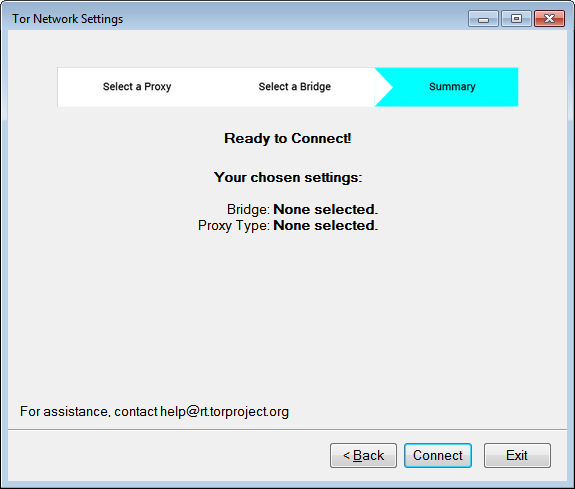 Tor Network Settings
Select a Proxy Select a Bridge Summary
Ready to Connect!
Your chosen settings:
Bridge: None selected.
Proxy Type: None selected.
For assistance, contact help@rt.torproject.org
< Back Connect Exit